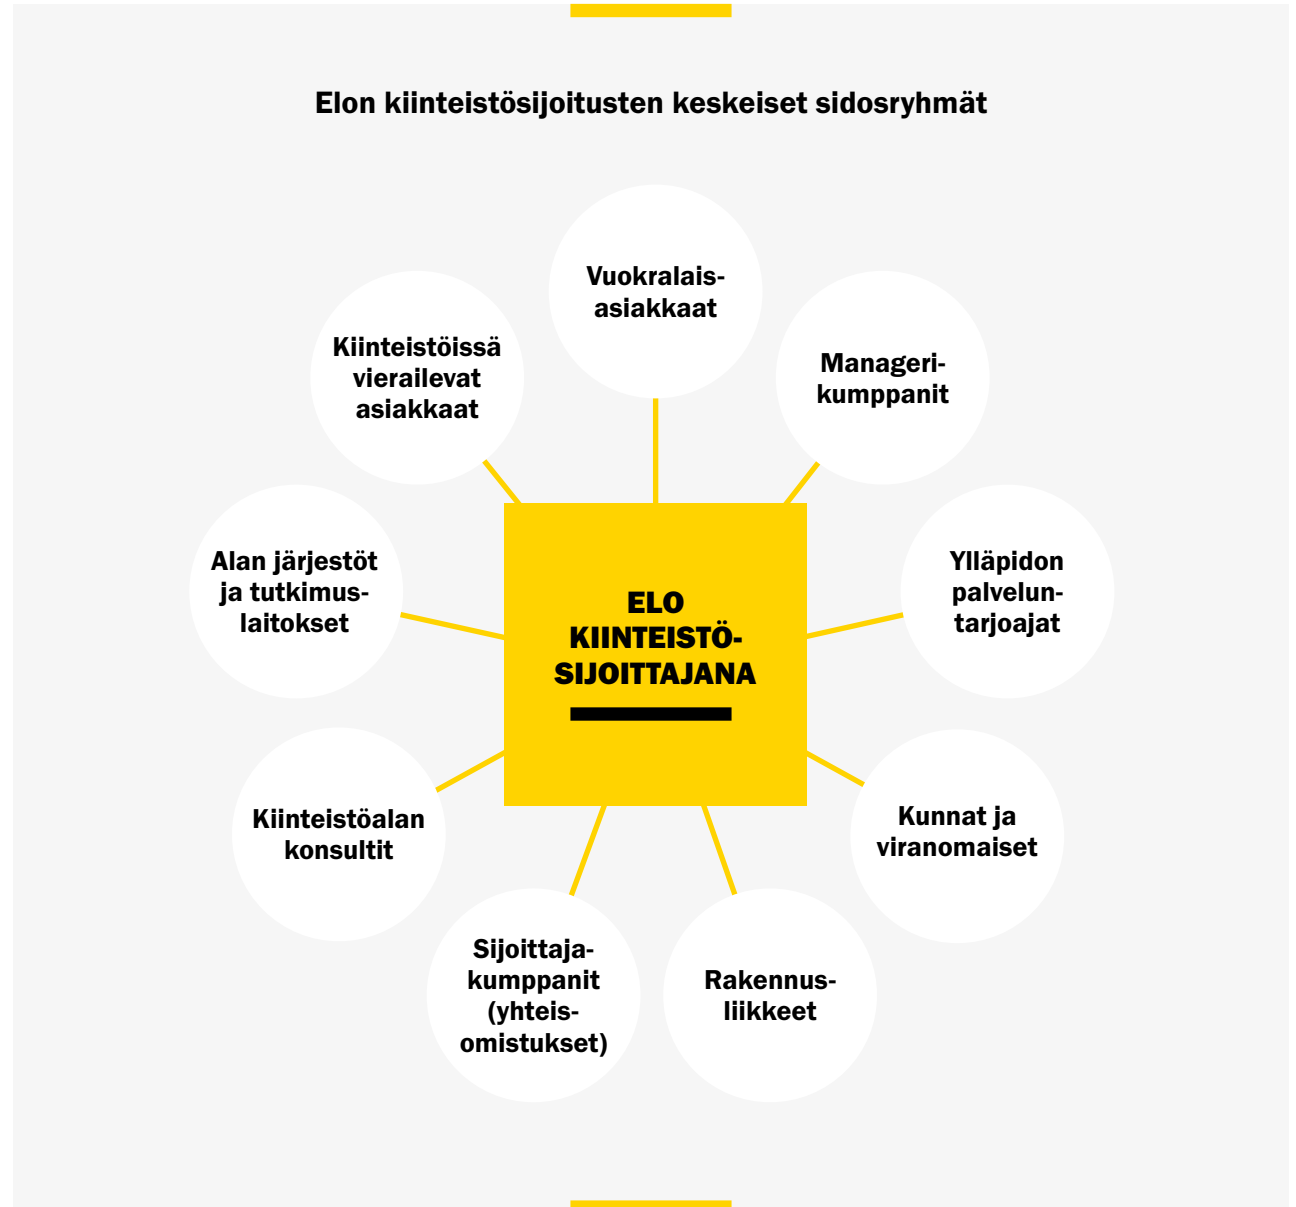 Elon kiinteistösijoitusten keskeiset sidosryhmät
Vuokralais-
asiakkaat
Kiinteistöissä
vierailevat
asiakkaat
Manageri-
kumppanit
Alan järjestöt
ja tutkimus-
laitokset
Ylläpidon
palvelun-
tarjoajat
ELO
KIINTEISTÖ-
SIJOITTAJANA
Kiinteistöalan
konsultit
Kunnat ja
viranomaiset
Sijoittaja-
kumppanit
(yhteis-
omistukset)
Rakennus-
liikkeet